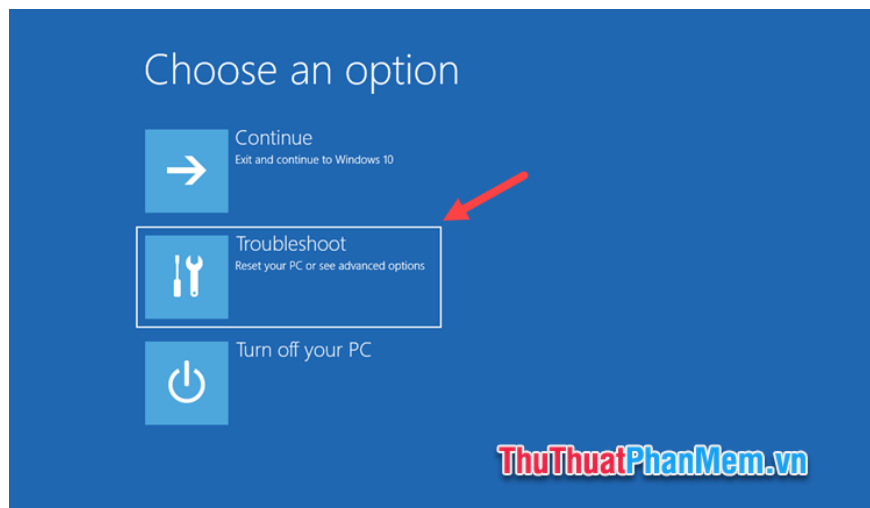 Choose an option
Continue
Exit and continue to Windows 10
Troubleshoot
Reset your PC or see advanced options
Turn off your PC
ThuThuatPhanMem.vn